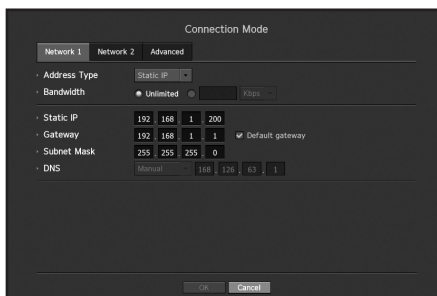 Connection Mode
Network 1 Network 2 Advanced
Address Type Static IP
Bandwidth Unlimited Kbps
Static IP 192 . 168 . 1 . 200
Gateway 192 . 168 . 1 . 1 Default gateway
Subnet Mask 255 . 255 . 255 . 0
DNS Manual 168 . 126 . 63 . 1
OK Cancel